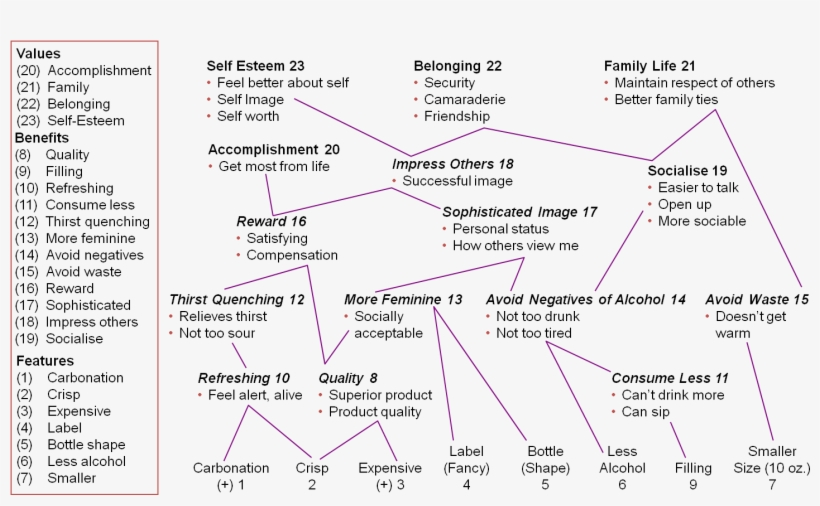 Values
(20) Accomplishment
(21) Family
(22) Belonging
(23) Self-Esteem
Benefits
(8) Quality
(9) Filling
(10) Refreshing
(11) Consume less
(12) Thirst quenching
(13) More feminine
(14) Avoid negatives
(15) Avoid waste
(16) Reward
(17) Sophisticated
(18) Impress others
(19) Socialise
Features
(1) Carbonation
(2) Crisp
(3) Expensive
(4) Label
(5) Bottle shape
(6) Less alcohol
(7) Smaller
Self Esteem 23
• Feel better about self
• Self Image
• Self worth
Belonging 22
• Security
• Camaraderie
• Friendship
Family Life 21
• Maintain respect of others
• Better family ties
Accomplishment 20
• Get most from life
Impress Others 18
• Successful image
Socialise 19
• Easier to talk
• Open up
• More sociable
Reward 16
• Satisfying
• Compensation
Sophisticated Image 17
• Personal status
• How others view me
Thirst Quenching 12
• Relieves thirst
• Not too sour
More Feminine 13
• Socially
acceptable
Avoid Negatives of Alcohol 14
• Not too drunk
• Not too tired
Avoid Waste 15
• Doesn't get
warm
Refreshing 10
• Feel alert, alive
Quality 8
• Superior product
• Product quality
Consume Less 11
• Can't drink more
• Can sip
Carbonation
(+) 1
Crisp
2
Expensive
(+) 3
Label
(Fancy)
4
Bottle
(Shape)
5
Less
Alcohol
6
Filling
9
Smaller
Size (10 oz.)
7